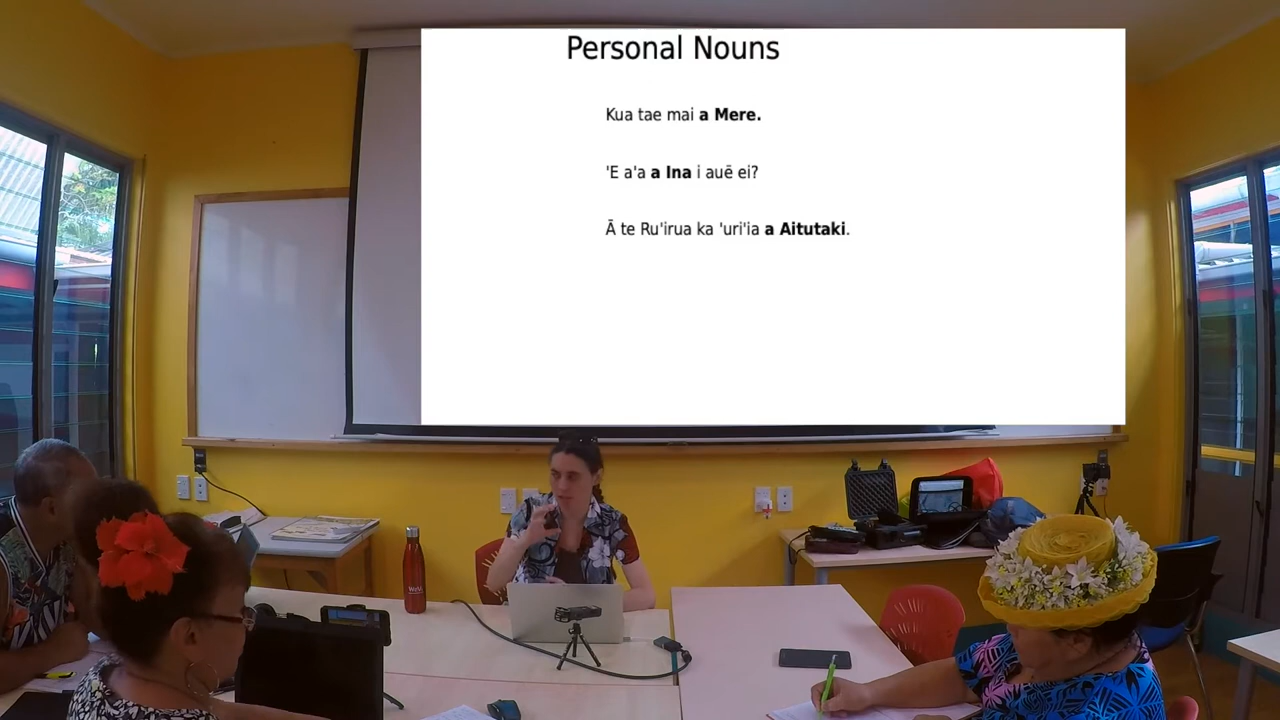 Personal Nouns
Kua tae mai a Mere.
'E a'a a Ina i auē ei?
Ā te Ru'irua ka 'uri'ia a Aitutaki.